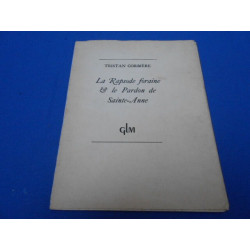 TRISTAN CORBIÈRE
La Rapsode foraine
& le Pardon de
Sainte-Anne
GLM